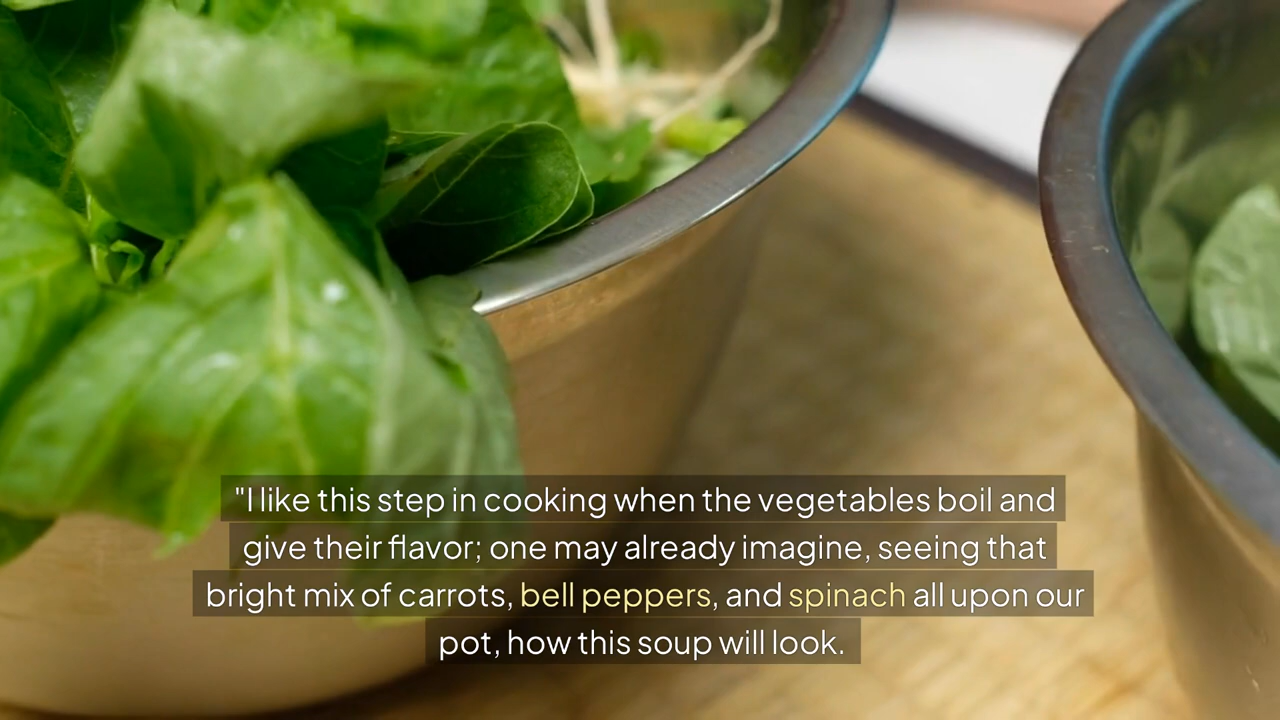 "I like this step in cooking when the vegetables boil and
give their flavor; one may already imagine, seeing that
bright mix of carrots, bell peppers, and spinach all upon our
pot, how this soup will look.